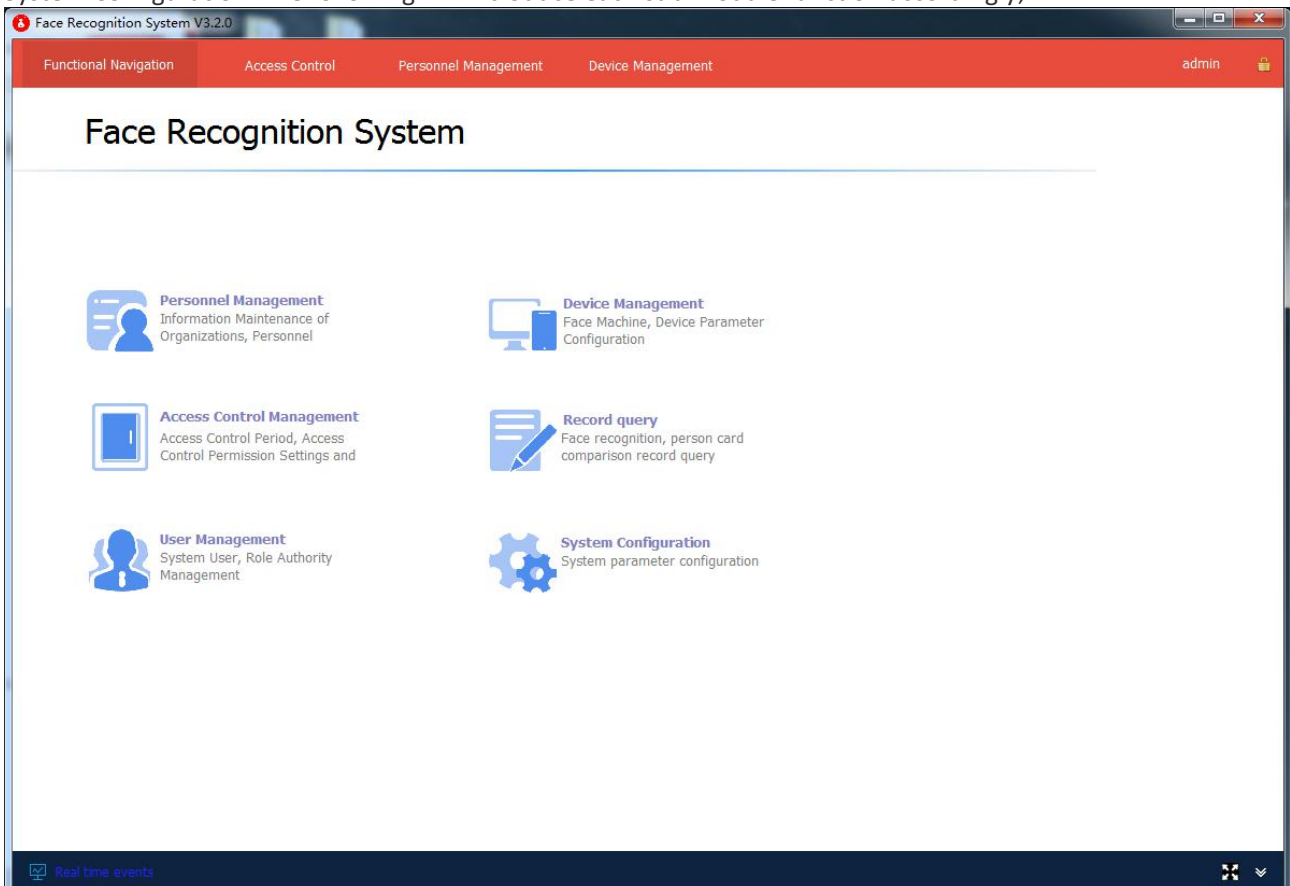 Face Recognition System V3.2.0
Functional Navigation Access Control Personnel Management Device Management admin
Face Recognition System
Personnel Management
Information Maintenance of
Organizations, Personnel
Device Management
Face Machine, Device Parameter
Configuration
Access Control Management
Access Control Period, Access
Control Permission Settings and
Record query
Face recognition, person card
comparison record query
User Management
System User, Role Authority
Management
System Configuration
System parameter configuration
Real time events